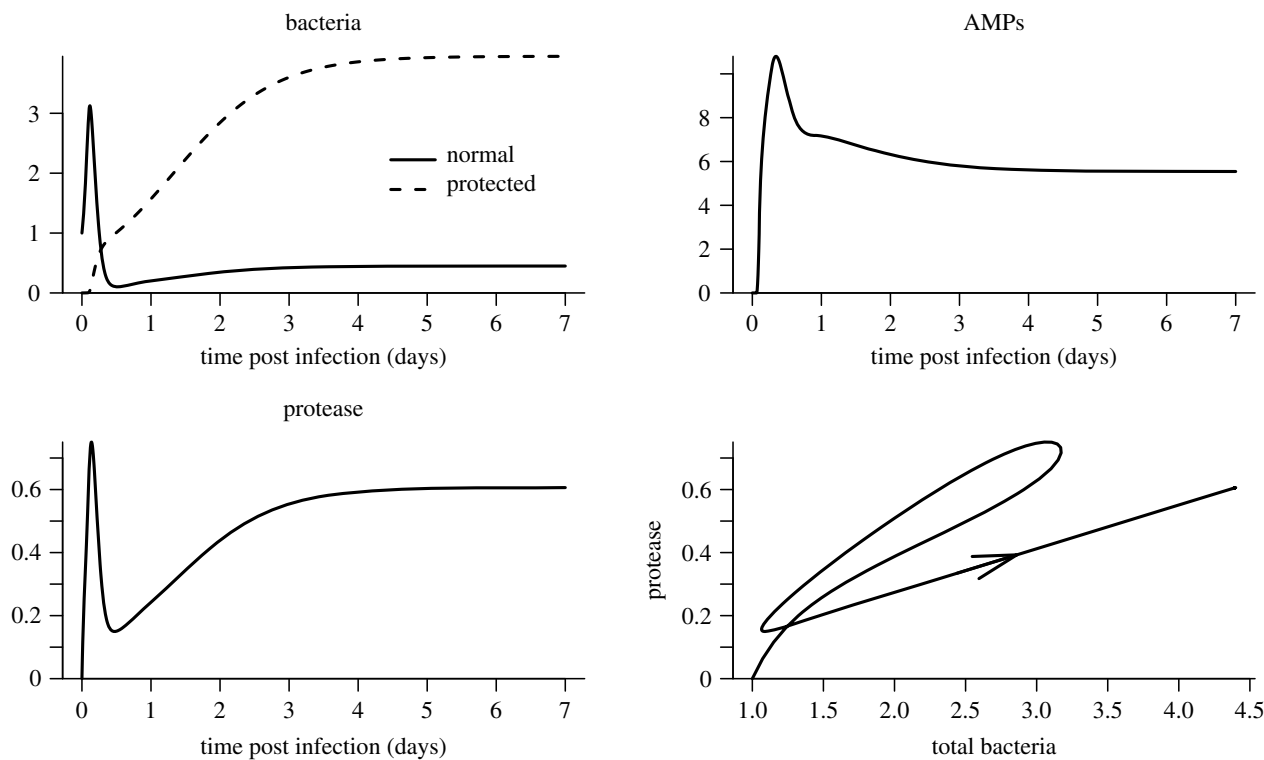 bacteria
3
2
1
0
normal
protected
0 1 2 3 4 5 6 7
time post infection (days)
AMPs
8
6
4
2
0
0 1 2 3 4 5 6 7
time post infection (days)
protease
0.6
0.4
0.2
0
0 1 2 3 4 5 6 7
time post infection (days)
protease
0.6
0.4
0.2
0
1.0 1.5 2.0 2.5 3.0 3.5 4.0 4.5
total bacteria